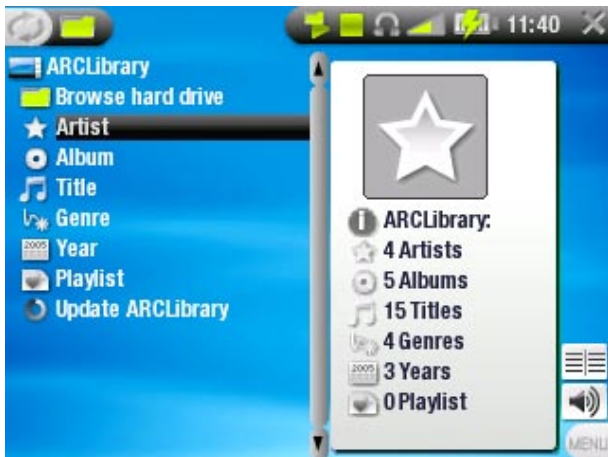 11:40
ARCLibrary
Browse hard drive
Artist
Album
Title
Genre
2005 Year
Playlist
Update ARCLibrary
ARCLibrary:
4 Artists
5 Albums
15 Titles
4 Genres
2005 3 Years
0 Playlist
MENU